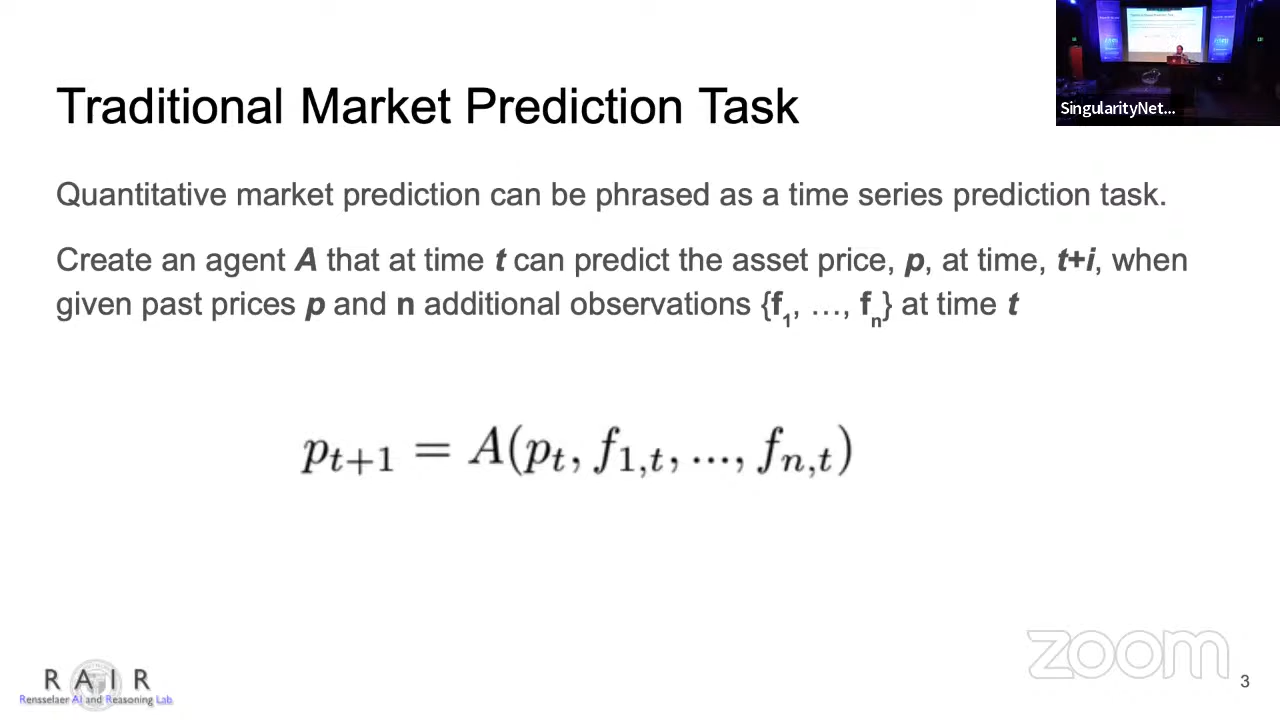 SingularityNet...
Traditional Market Prediction Task
Quantitative market prediction can be phrased as a time series prediction task.
Create an agent A that at time t can predict the asset price, p, at time, t+i, when
given past prices p and n additional observations {f₁, …, fₙ} at time t
pₜ₊₁ = A(pₜ, f₁,ₜ, ..., fₙ,ₜ)
zoom
R A I R
Rensselaer AI and Reasoning Lab
3